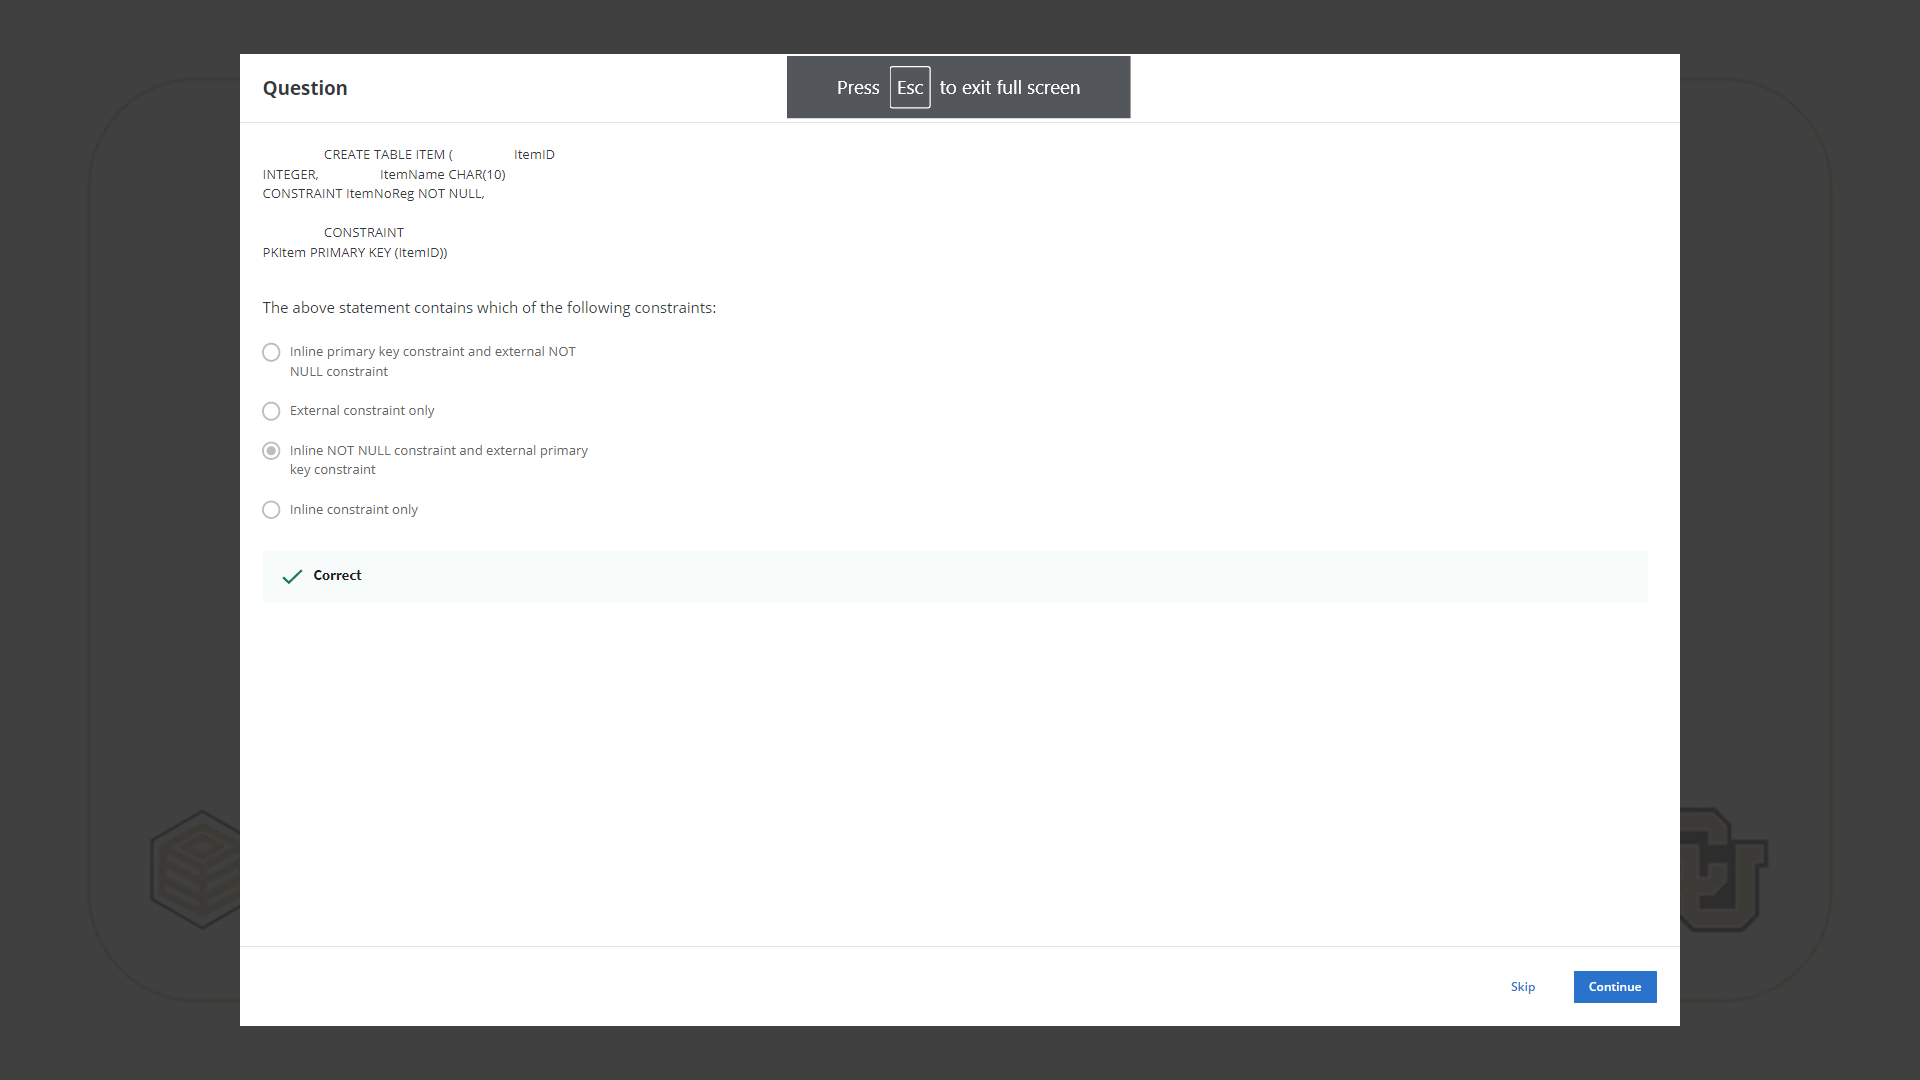 Question
Press Esc to exit full screen
CREATE TABLE ITEM ( ItemID
INTEGER, ItemName CHAR(10)
CONSTRAINT ItemNoReg NOT NULL,
CONSTRAINT
PKItem PRIMARY KEY (ItemID))
The above statement contains which of the following constraints:
Inline primary key constraint and external NOT
NULL constraint
External constraint only
Inline NOT NULL constraint and external primary
key constraint
Inline constraint only
Correct
Skip
Continue